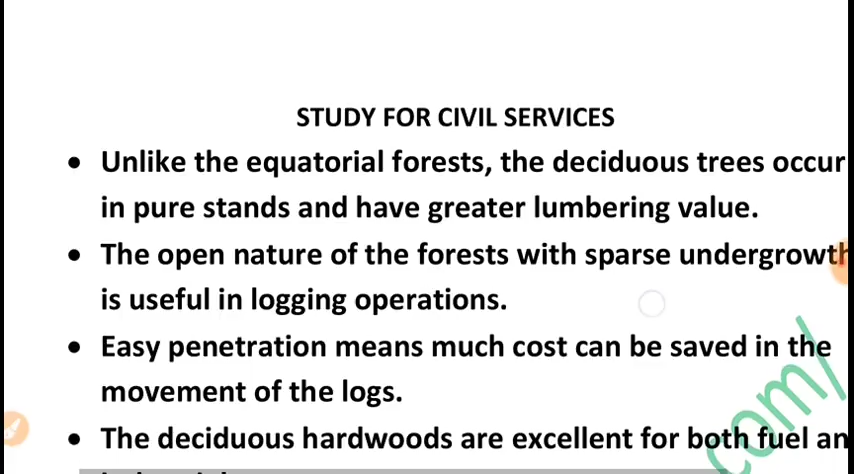 STUDY FOR CIVIL SERVICES
• Unlike the equatorial forests, the deciduous trees occur
in pure stands and have greater lumbering value.
• The open nature of the forests with sparse undergrowth
is useful in logging operations.
• Easy penetration means much cost can be saved in the
movement of the logs.
• The deciduous hardwoods are excellent for both fuel an
com/